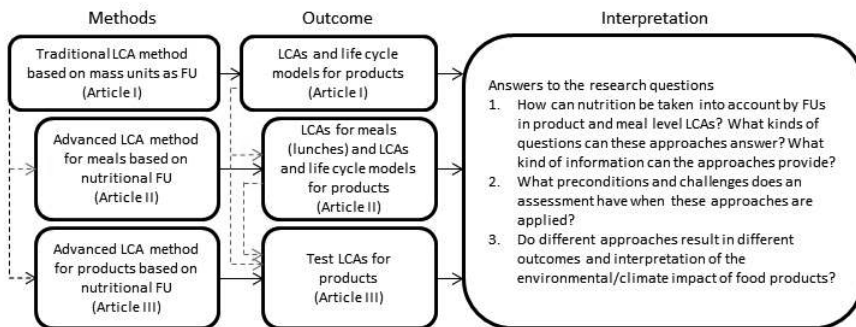 Methods
Outcome
Interpretation
Traditional LCA method
based on mass units as FU
(Article I)
LCAs and life cycle
models for products
(Article I)
Advanced LCA method
for meals based on
nutritional FU
(Article II)
LCAs for meals
(lunches) and LCAs
and life cycle models
for products
(Article II)
Advanced LCA method
for products based on
nutritional FU
(Article III)
Test LCAs for
products
(Article III)
Answers to the research questions
1. How can nutrition be taken into account by FUs
in product and meal level LCAs? What kinds of
questions can these approaches answer? What
kind of information can the approaches provide?
2. What preconditions and challenges does an
assessment have when these approaches are
applied?
3. Do different approaches result in different
outcomes and interpretation of the
environmental/climate impact of food products?